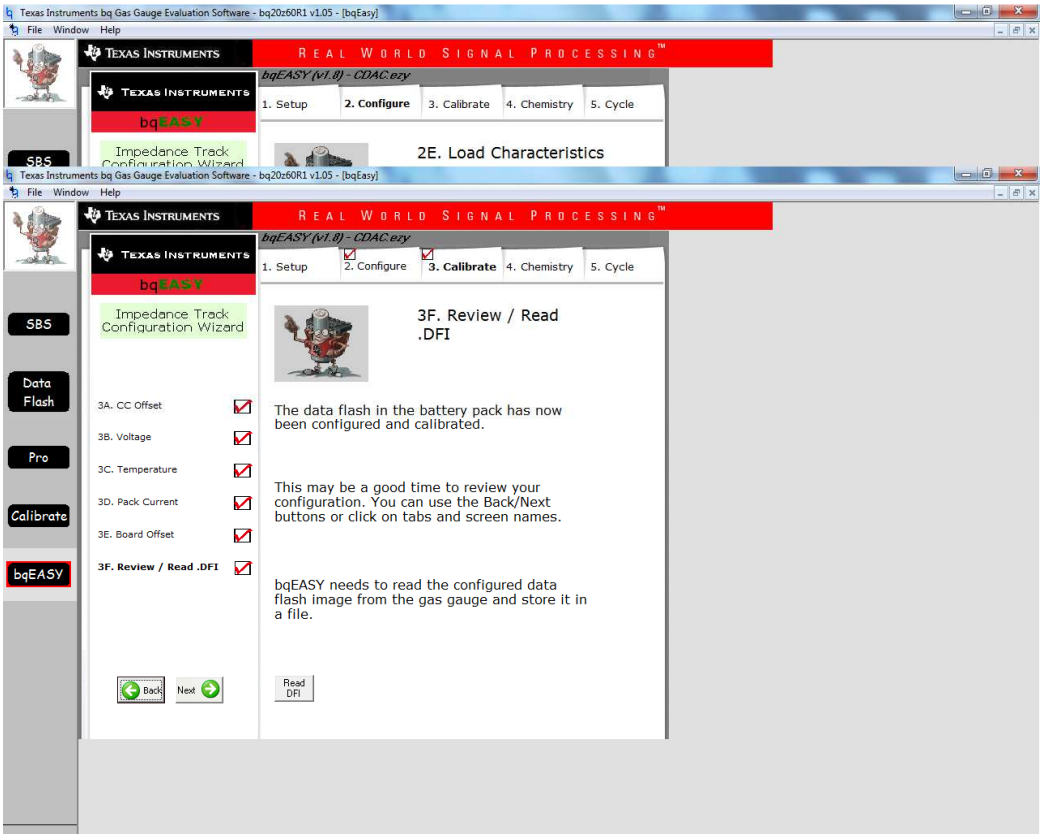 Texas Instruments bq Gas Gauge Evaluation Software - bq20z60R1 v1.05 - [bqEasy]
File Window Help
TEXAS INSTRUMENTS
REAL WORLD SIGNAL PROCESSING™
bqEASY (v1.8) - CDAC.ezy
TEXAS INSTRUMENTS
1. Setup 2. Configure 3. Calibrate 4. Chemistry 5. Cycle
bqEASY
Impedance Track
Configuration Wizard
2E. Load Characteristics
SBS
Texas Instruments bq Gas Gauge Evaluation Software - bq20z60R1 v1.05 - [bqEasy]
File Window Help
TEXAS INSTRUMENTS
REAL WORLD SIGNAL PROCESSING™
bqEASY (v1.8) - CDAC.ezy
TEXAS INSTRUMENTS
1. Setup 2. Configure 3. Calibrate 4. Chemistry 5. Cycle
bqEASY
Impedance Track
Configuration Wizard
3F. Review / Read
.DFI
SBS
Data
Flash
Pro
Calibrate
bqEASY
3A. CC Offset
3B. Voltage
3C. Temperature
3D. Pack Current
3E. Board Offset
3F. Review / Read .DFI
The data flash in the battery pack has now
been configured and calibrated.
This may be a good time to review your
configuration. You can use the Back/Next
buttons or click on tabs and screen names.
bqEASY needs to read the configured data
flash image from the gas gauge and store it in
a file.
Back Next
Read
DFI